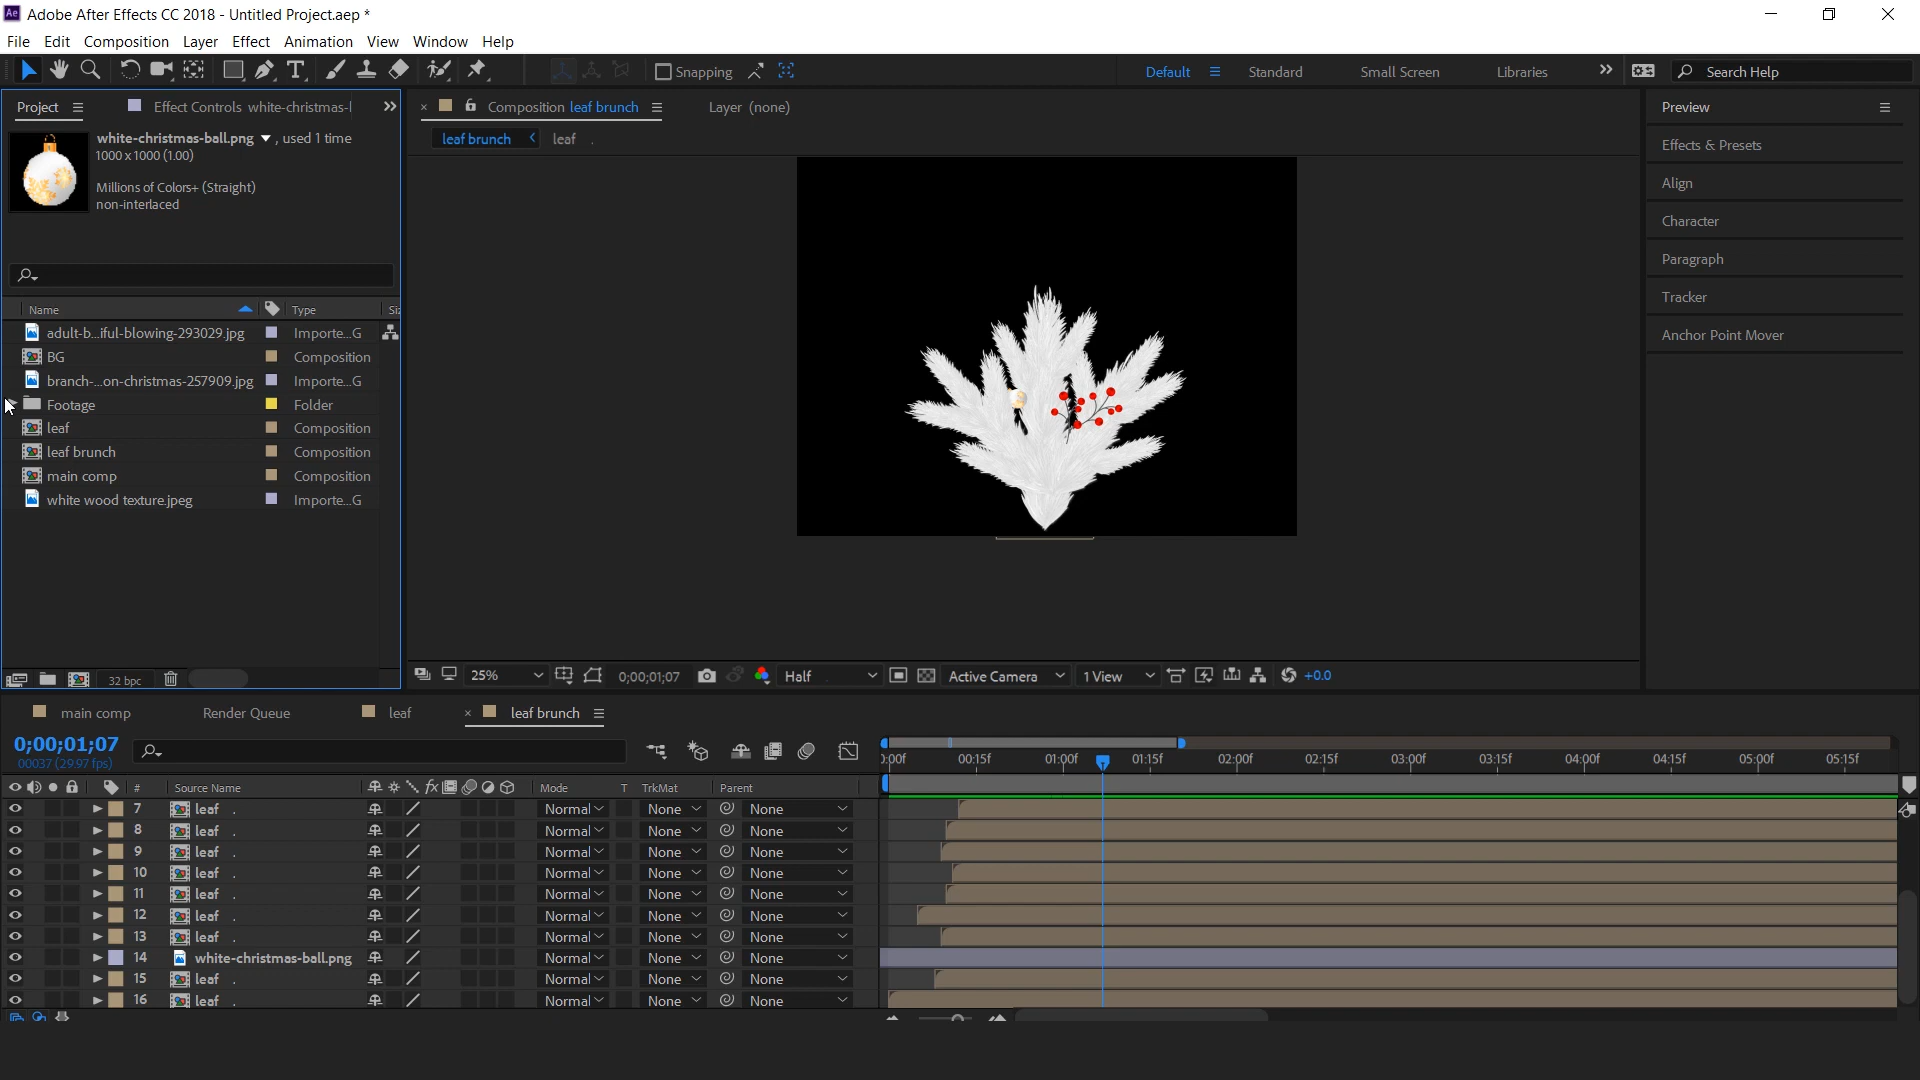 Adobe After Effects CC 2018 - Untitled Project.aep *
File Edit Composition Layer Effect Animation View Window Help
Snapping
Default Standard Small Screen Libraries Search Help
Project Effect Controls white-christmas-l
Composition leaf brunch Layer (none)
leaf brunch leaf .
white-christmas-ball.png , used 1 time
1000 x 1000 (1.00)
Millions of Colors+ (Straight)
non-interlaced
Name Type Siz
adult-b...iful-blowing-293029.jpg Importe...G
BG Composition
branch-...on-christmas-257909.jpg Importe...G
Footage Folder
leaf Composition
leaf brunch Composition
main comp Composition
white wood texture.jpeg Importe...G
32 bpc
Preview
Effects & Presets
Align
Character
Paragraph
Tracker
Anchor Point Mover
25% 0;00;01;07 Half Active Camera 1 View +0.0
main comp Render Queue leaf leaf brunch
0;00;01;07
00037 (29.97 fps)
):00f 00:15f 01:00f 01:15f 02:00f 02:15f 03:00f 03:15f 04:00f 04:15f 05:00f 05:15f
# Source Name Mode T TrkMat Parent
7 leaf . Normal None None
8 leaf . Normal None None
9 leaf . Normal None None
10 leaf . Normal None None
11 leaf . Normal None None
12 leaf . Normal None None
13 leaf . Normal None None
14 white-christmas-ball.png Normal None None
15 leaf . Normal None None
16 leaf . Normal None None